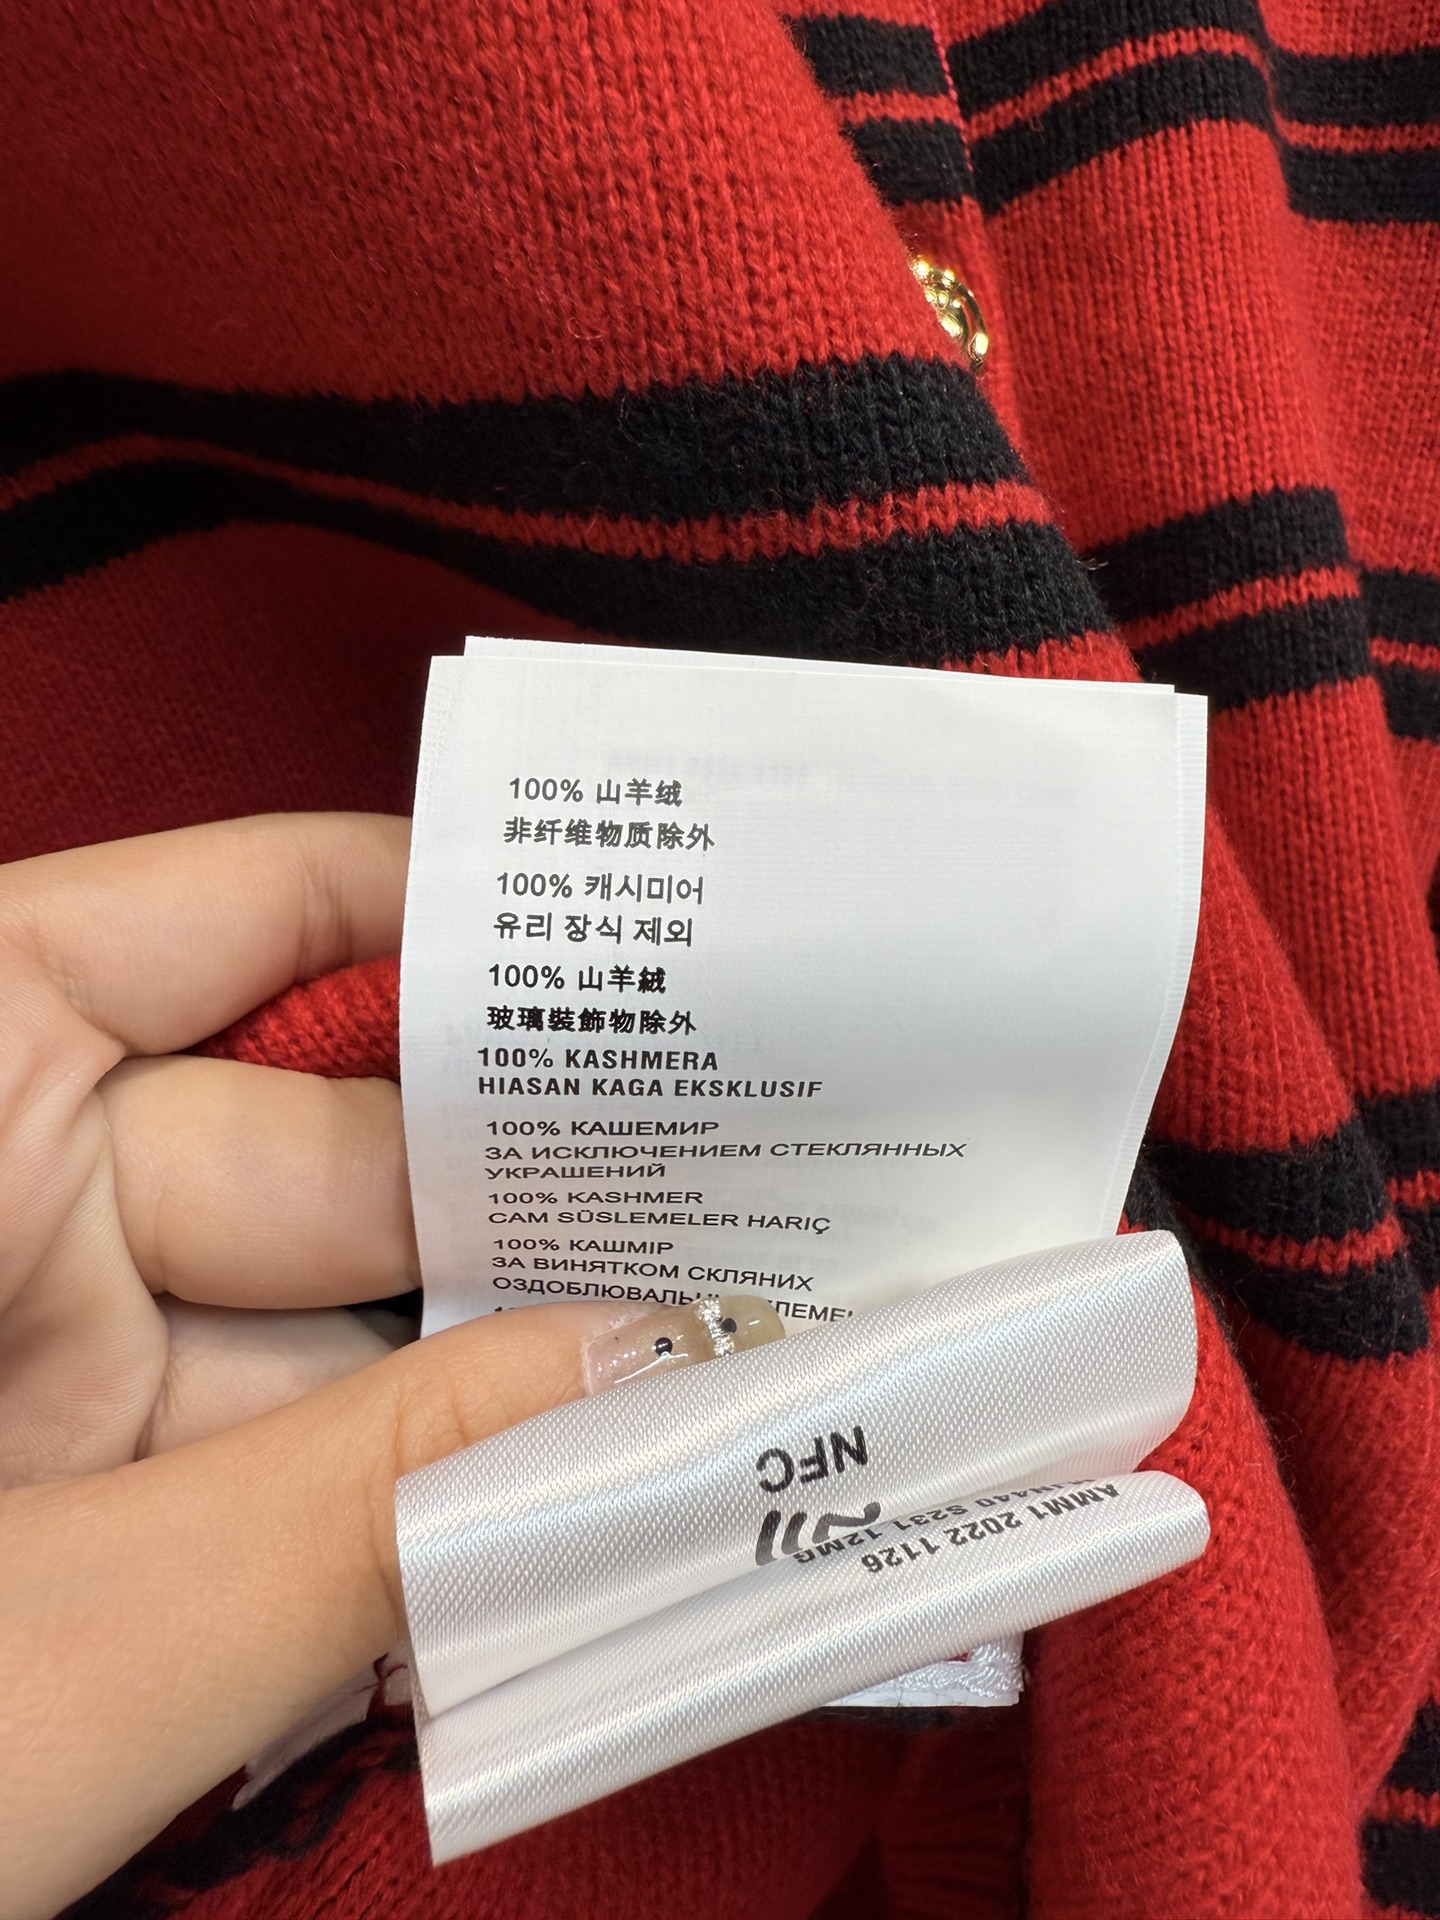 100% 山羊绒
非纤维物质除外
100% 캐시미어
유리 장식 제외
100% 山羊絨
玻璃裝飾物除外
100% KASHMERA
HIASAN KAGA EKSKLUSIF
100% КАШЕМИР
ЗА ИСКЛЮЧЕНИЕМ СТЕКЛЯННЫХ
УКРАШЕНИЙ
100% KASHMER
CAM SÜSLEMELER HARIÇ
100% КАШМІР
ЗА ВИНЯТКОМ СКЛЯНИХ
NFC
S231 12MG
AMM1 2022 1126